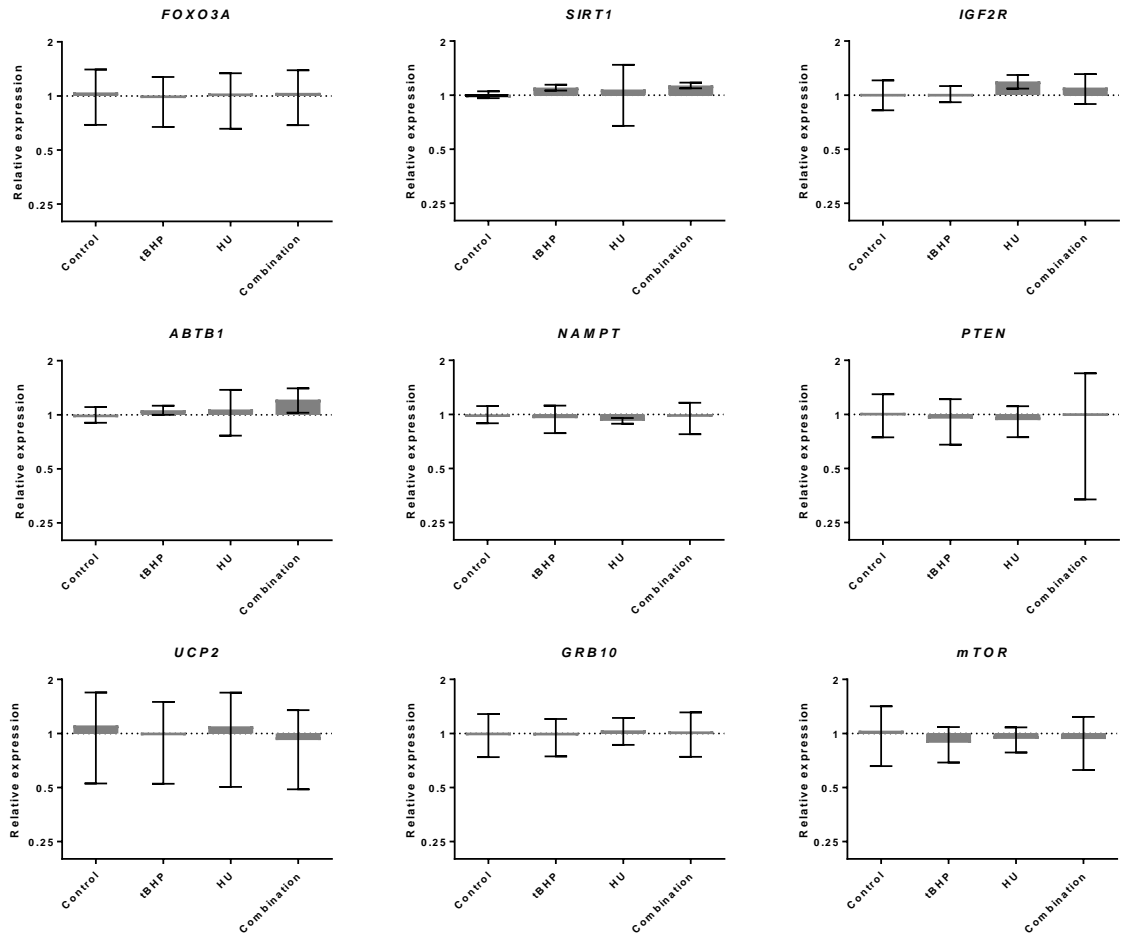 FOXO3A
SIRT1
IGF2R
Relative expression
2
1
0.5
0.25
Control
tBHP
HU
Combination
Relative expression
2
1
0.5
0.25
Control
tBHP
HU
Combination
Relative expression
2
1
0.5
0.25
Control
tBHP
HU
Combination
ABTB1
NAMPT
PTEN
Relative expression
2
1
0.5
0.25
Control
tBHP
HU
Combination
Relative expression
2
1
0.5
0.25
Control
tBHP
HU
Combination
Relative expression
2
1
0.5
0.25
Control
tBHP
HU
Combination
UCP2
GRB10
mTOR
Relative expression
2
1
0.5
0.25
Control
tBHP
HU
Combination
Relative expression
2
1
0.5
0.25
Control
tBHP
HU
Combination
Relative expression
2
1
0.5
0.25
Control
tBHP
HU
Combination